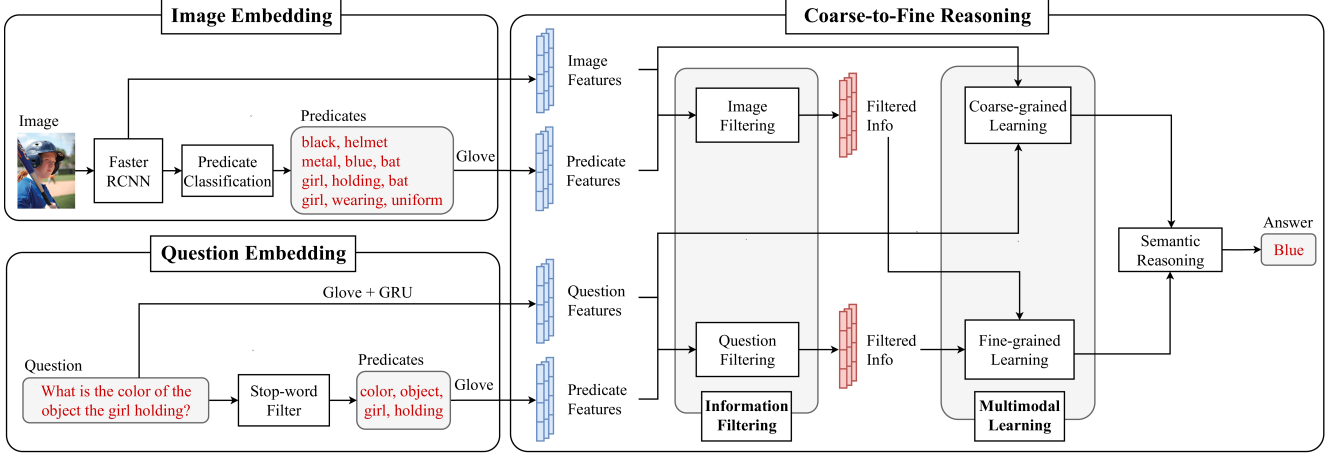 Image Embedding
Image
Faster
RCNN
Predicate
Classification
Predicates
black, helmet
metal, blue, bat
girl, holding, bat
girl, wearing, uniform
Glove
Question Embedding
Glove + GRU
Question
What is the color of the
object the girl holding?
Stop-word
Filter
Predicates
color, object,
girl, holding
Glove
Coarse-to-Fine Reasoning
Image
Features
Predicate
Features
Question
Features
Predicate
Features
Image
Filtering
Question
Filtering
Information
Filtering
Filtered
Info
Filtered
Info
Coarse-grained
Learning
Fine-grained
Learning
Multimodal
Learning
Semantic
Reasoning
Answer
Blue